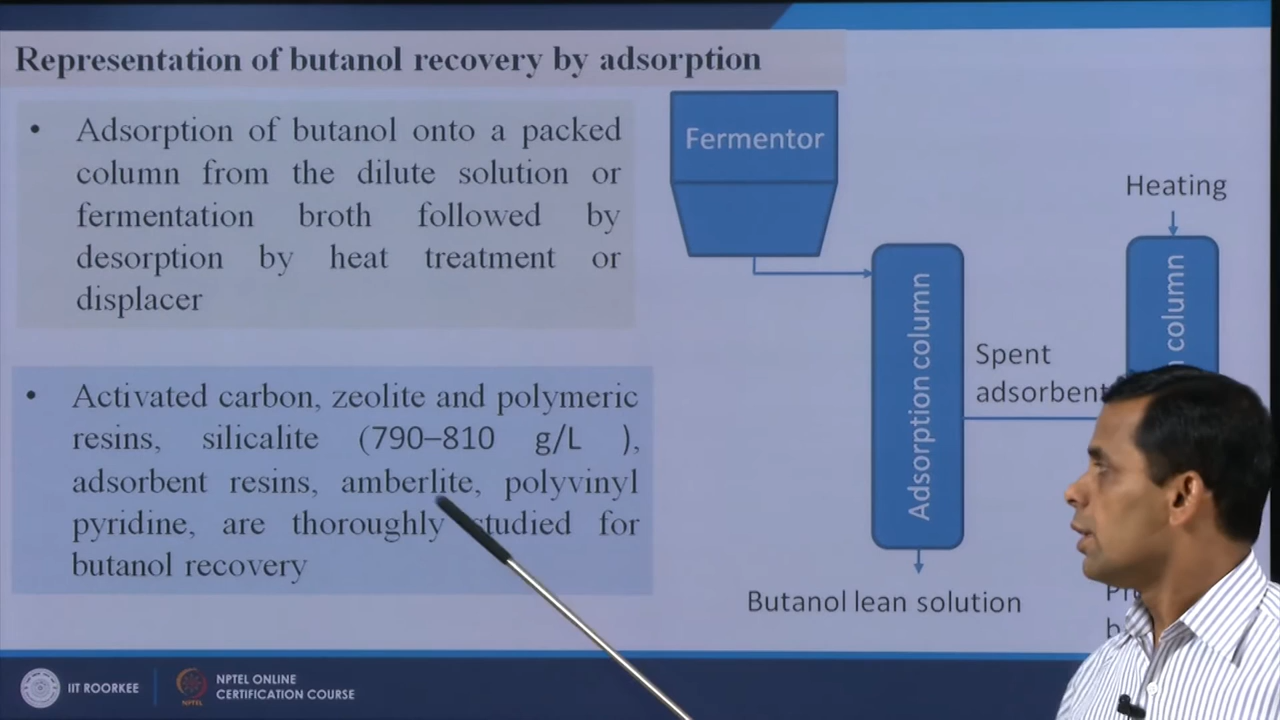 Representation of butanol recovery by adsorption
• Adsorption of butanol onto a packed
column from the dilute solution or
fermentation broth followed by
desorption by heat treatment or
displacer
• Activated carbon, zeolite and polymeric
resins, silicalite (790–810 g/L ),
adsorbent resins, amberlite, polyvinyl
pyridine, are thoroughly studied for
butanol recovery
Fermentor
Heating
Adsorption column
column
Spent
adsorbent
Butanol lean solution
IIT ROORKEE
NPTEL
NPTEL ONLINE
CERTIFICATION COURSE